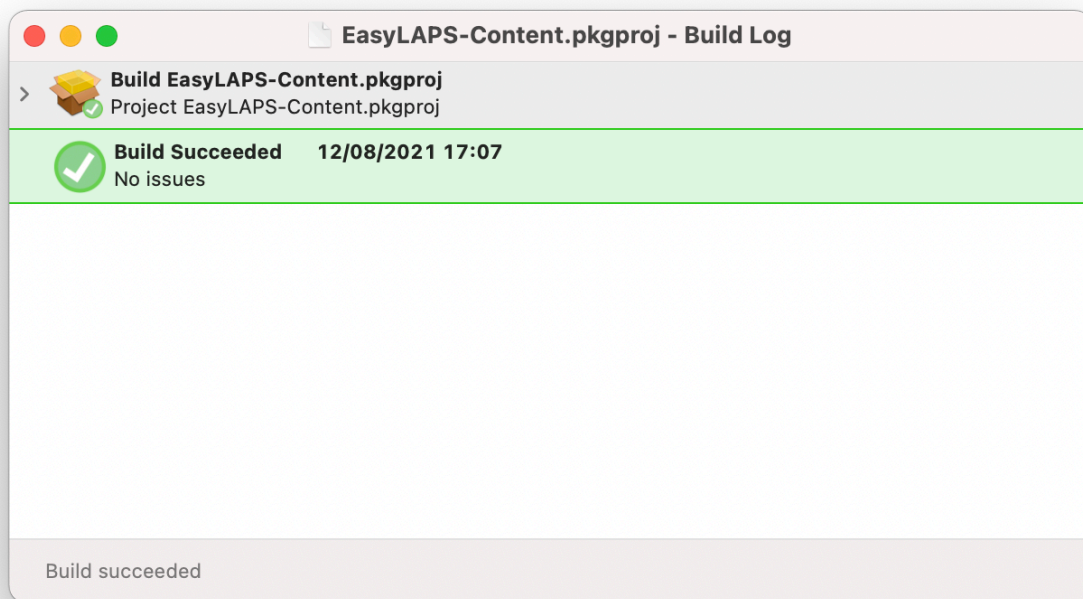 EasyLAPS-Content.pkgproj - Build Log
Build EasyLAPS-Content.pkgproj
Project EasyLAPS-Content.pkgproj
Build Succeeded 12/08/2021 17:07
No issues
Build succeeded